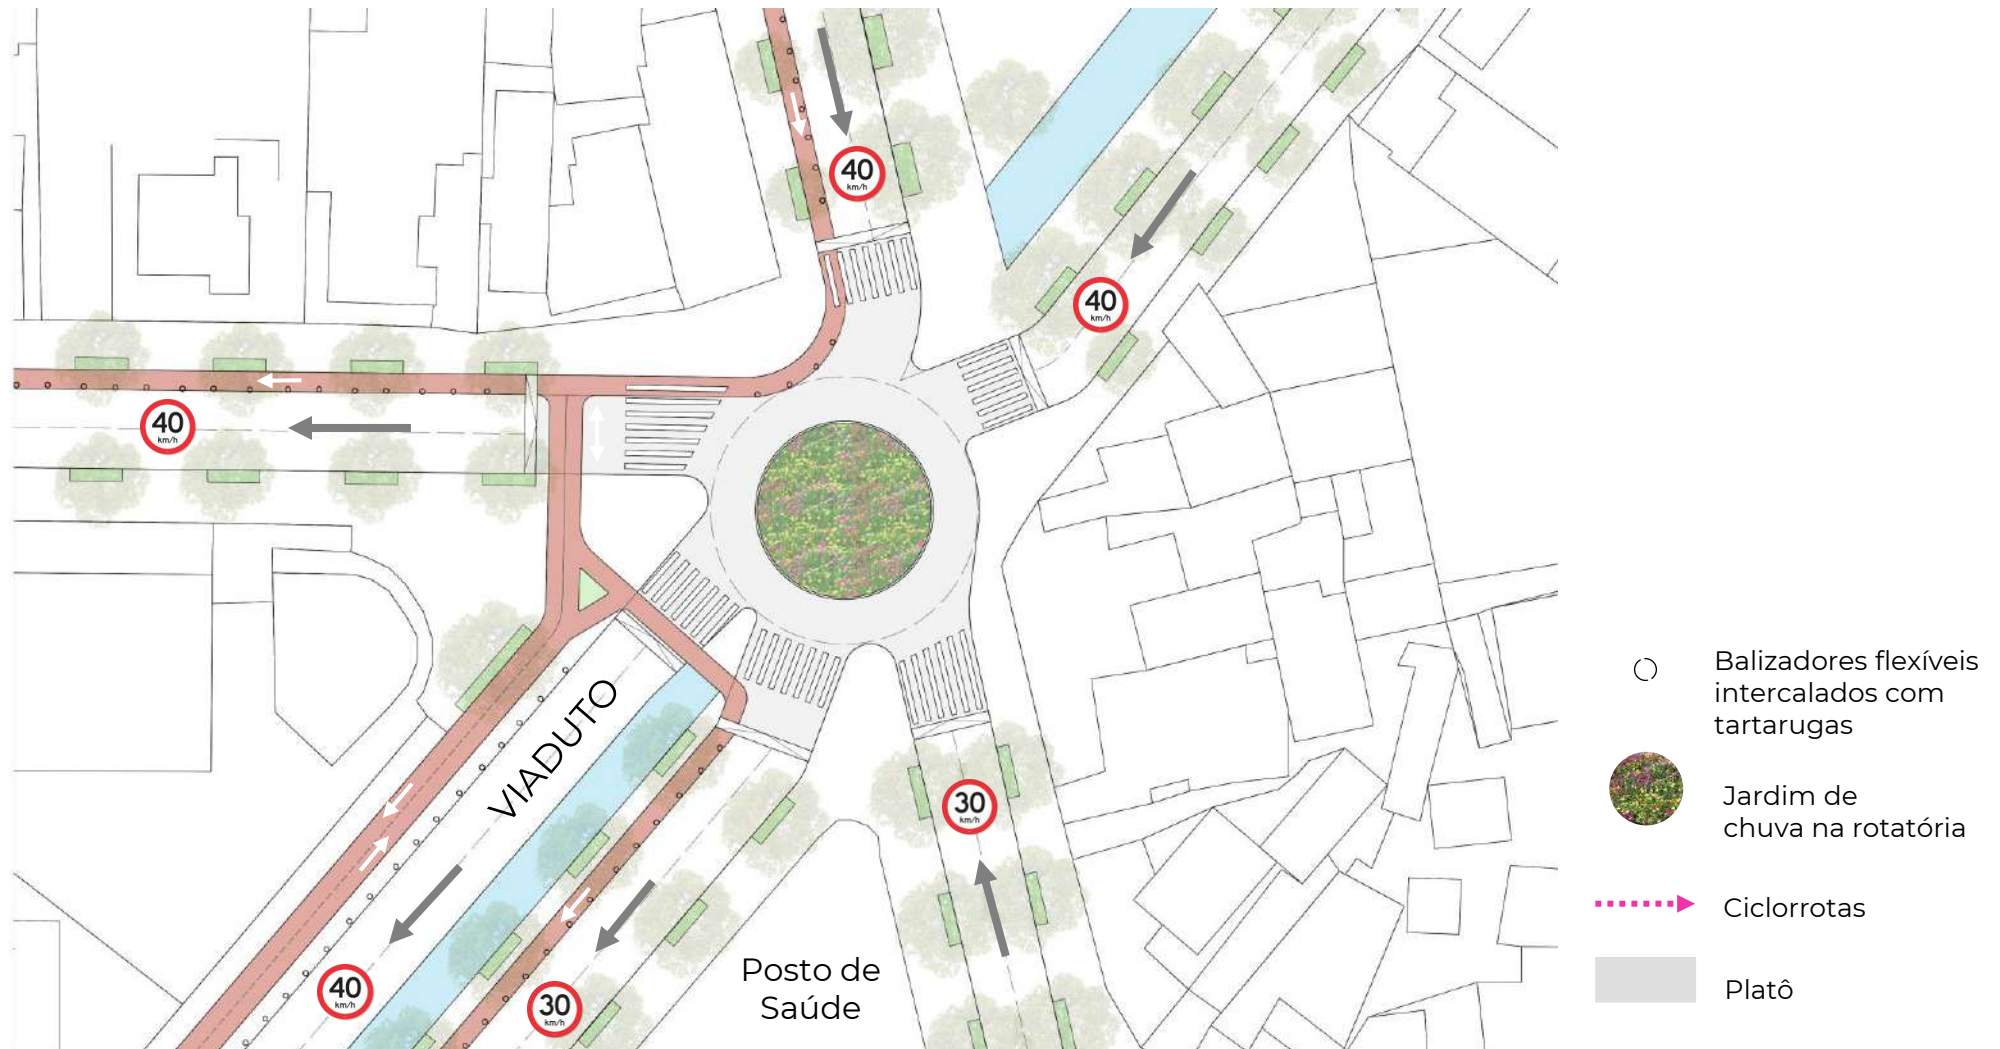 40
km/h
40
km/h
40
km/h
VIADUTO
30
km/h
40
km/h
30
km/h
Posto de
Saúde
Balizadores flexíveis
intercalados com
tartarugas
Jardim de
chuva na rotatória
Ciclorrotas
Platô